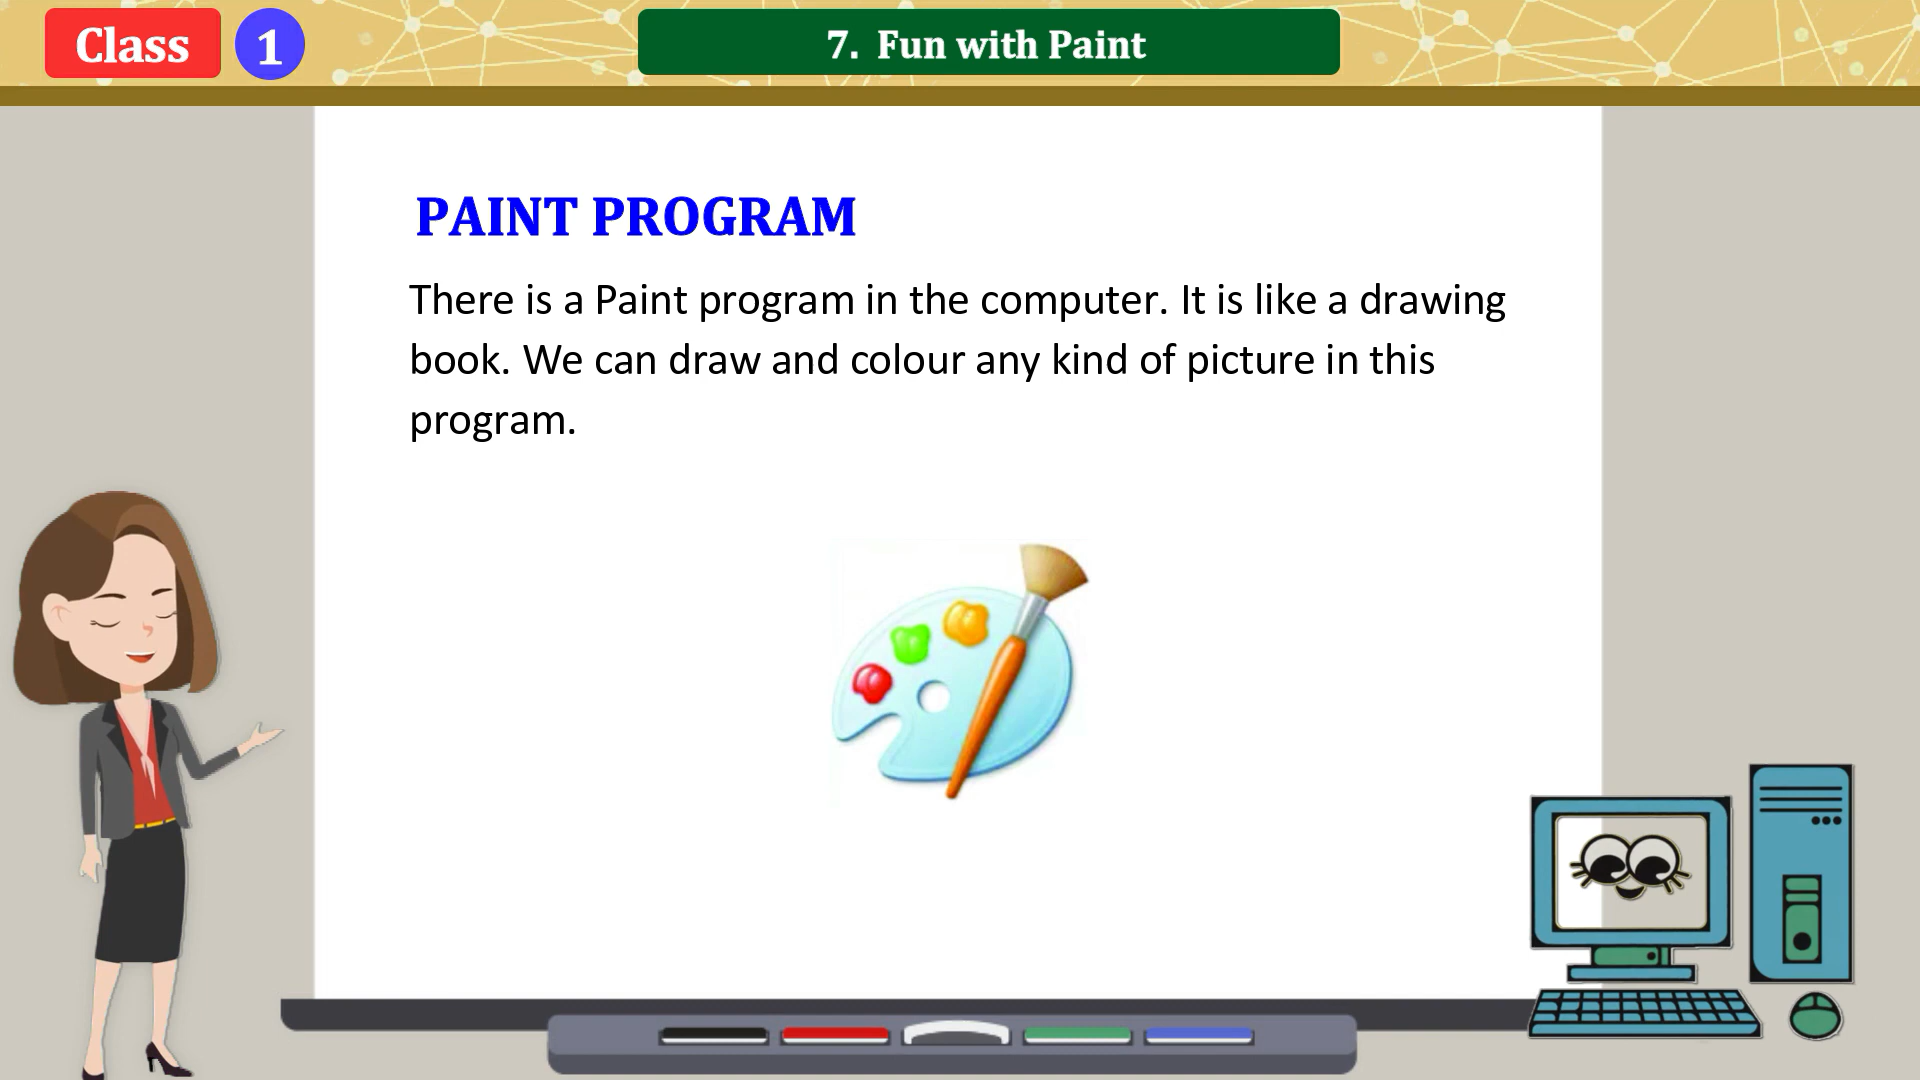 Class 1
7. Fun with Paint
PAINT PROGRAM
There is a Paint program in the computer. It is like a drawing
book. We can draw and colour any kind of picture in this
program.